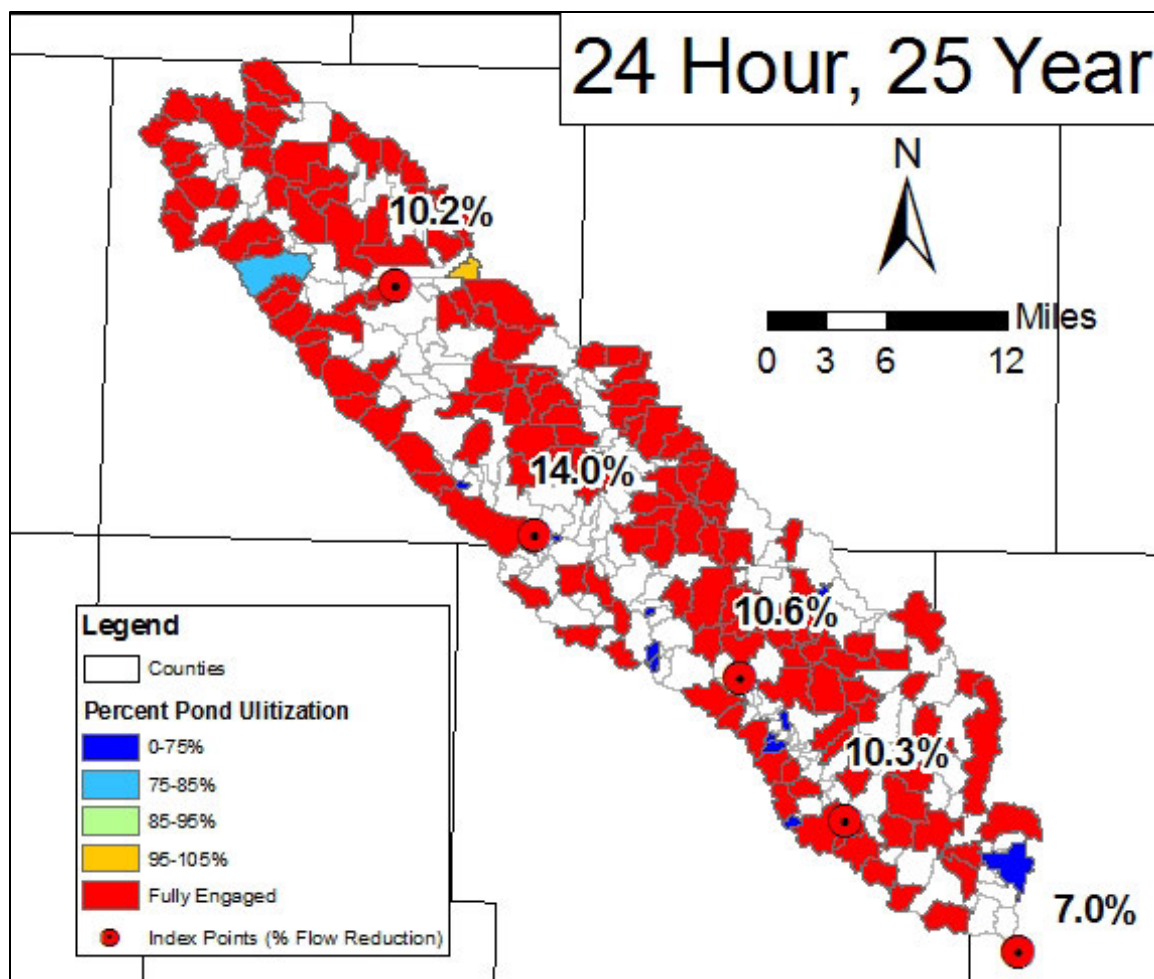 24 Hour, 25 Year
N
Miles
0 3 6 12
10.2%
14.0%
10.6%
10.3%
7.0%
Legend
Counties
Percent Pond Ulitization
0-75%
75-85%
85-95%
95-105%
Fully Engaged
Index Points (% Flow Reduction)